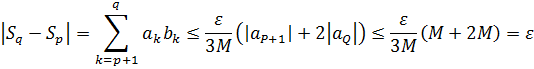 |S_q − S_p| = ∑_{k=p+1}^{q} a_k b_k ≤ ε/3M (|a_{P+1}| + 2|a_Q|) ≤ ε/3M (M + 2M) = ε